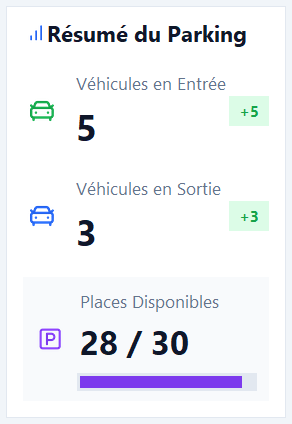 Résumé du Parking
Véhicules en Entrée
5
+5
Véhicules en Sortie
3
+3
Places Disponibles
P
28 / 30